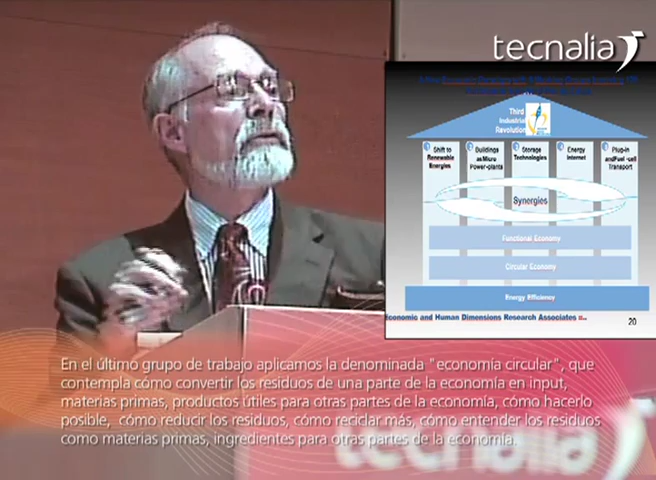 tecnalia
Third
Industrial
Revolution
Shift to
Renewable
Energies
Buildings
as Micro
Power-plants
Storage
Technologies
Energy
Internet
Plug-in
and Fuel-cell
Transport
Synergies
Functional Economy
Circular Economy
Energy Efficiency
Economic and Human Dimensions Research Associates
20
En el último grupo de trabajo aplicamos la denominada "economía circular", que
contempla cómo convertir los residuos de una parte de la economía en input,
materias primas, productos útiles para otras partes de la economía, cómo hacerlo
posible, cómo reducir los residuos, cómo reciclar más, cómo entender los residuos
como materias primas, ingredientes para otras partes de la economía.
tecnalia